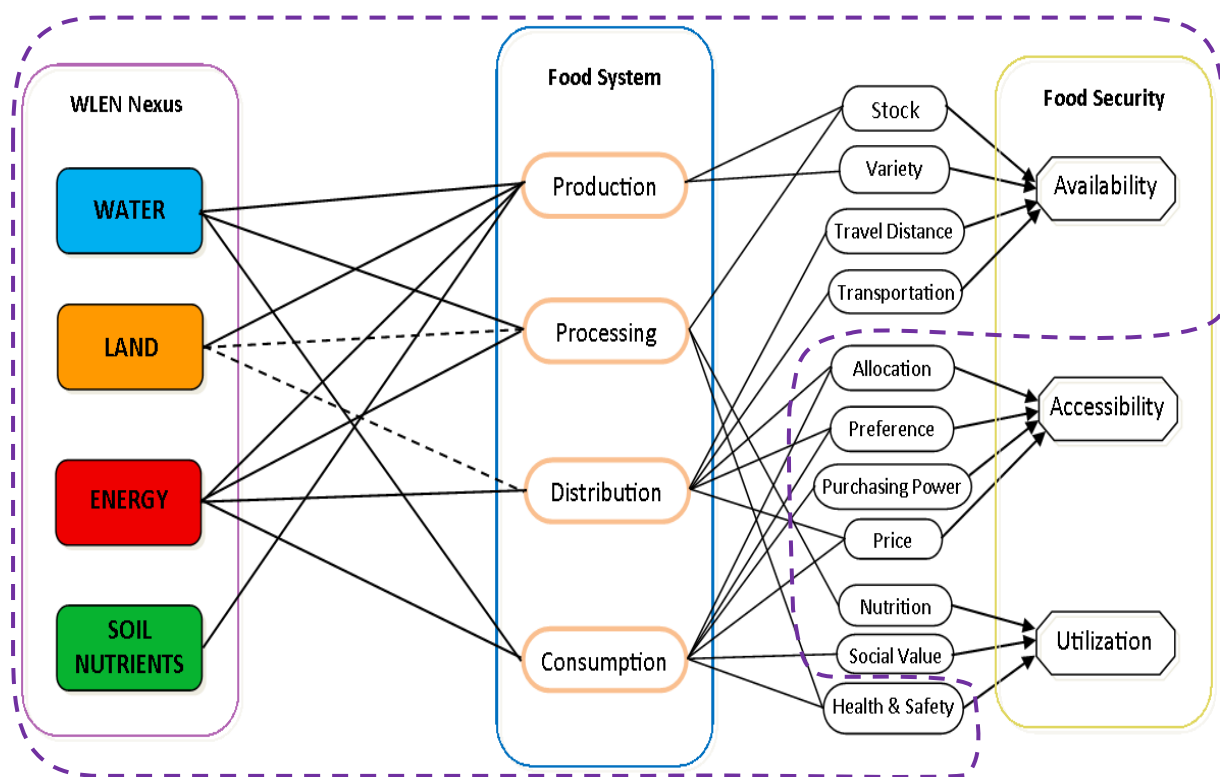 WLEN Nexus
WATER
LAND
ENERGY
SOIL
NUTRIENTS
Food System
Production
Processing
Distribution
Consumption
Stock
Variety
Travel Distance
Transportation
Allocation
Preference
Purchasing Power
Price
Nutrition
Social Value
Health & Safety
Food Security
Availability
Accessibility
Utilization